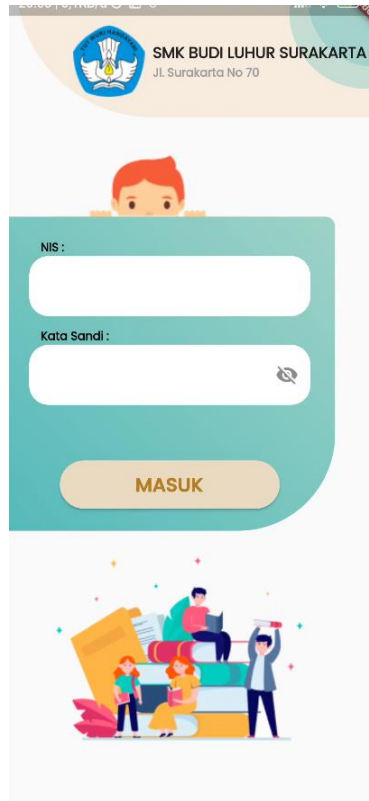 SMK BUDI LUHUR SURAKARTA
Jl. Surakarta No 70
NIS :
Kata Sandi :
MASUK